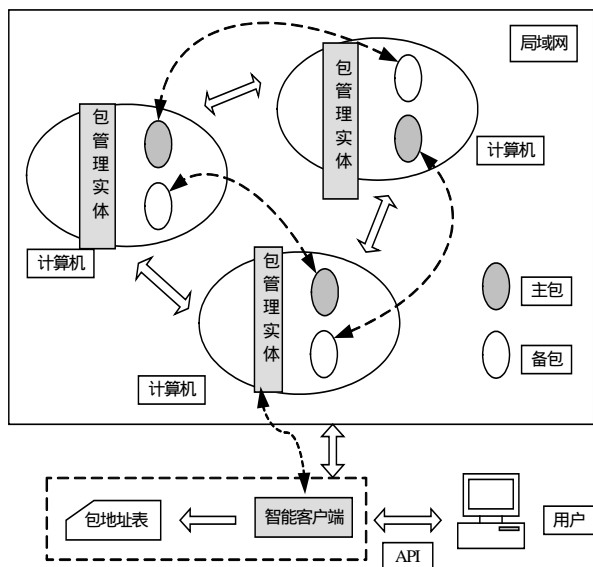 局域网
包管理实体
计算机
包管理实体
计算机
包管理实体
计算机
主包
备包
包地址表
智能客户端
API
用户